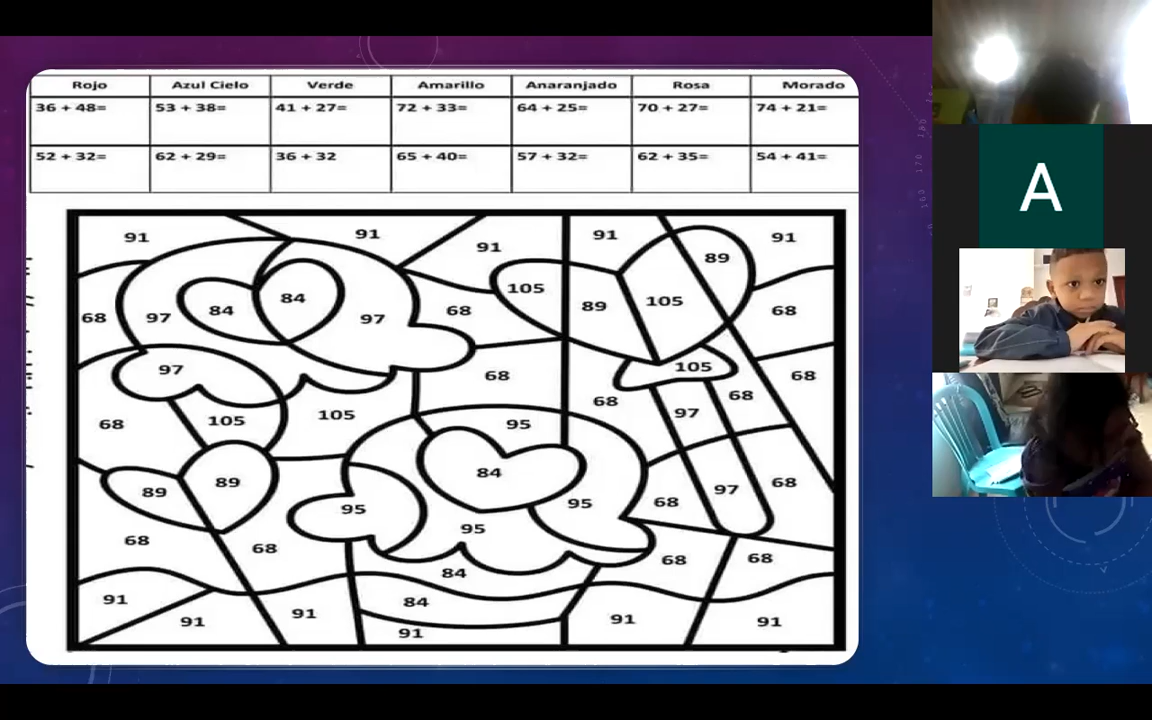 Rojo Azul Cielo Verde Amarillo Anaranjado Rosa Morado
36 + 48= 53 + 38= 41 + 27= 72 + 33= 64 + 25= 70 + 27= 74 + 21=
52 + 32= 62 + 29= 36 + 32 65 + 40= 57 + 32= 62 + 35= 54 + 41=
91 91 91 91 89 91
68 97 84 84 97 68 105 89 105 68
97 68 105 68
68 105 105 95 68 97 68
89 89 84 95 68 97 68
95 95
68 68 84 68 68
91 91 91 84 91 91 91
A